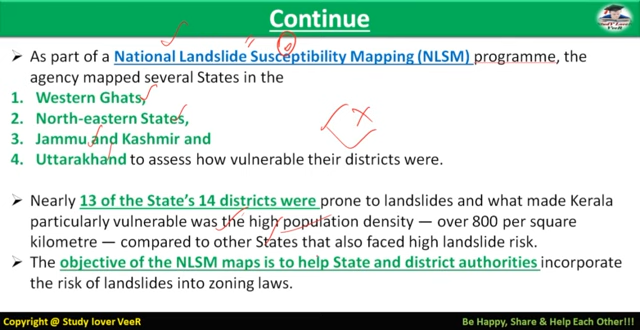 Continue
Study Lover
VeeR
➢ As part of a National Landslide Susceptibility Mapping (NLSM) programme, the
agency mapped several States in the
1. Western Ghats,
2. North-eastern States,
3. Jammu and Kashmir and
4. Uttarakhand to assess how vulnerable their districts were.
➢ Nearly 13 of the State's 14 districts were prone to landslides and what made Kerala
particularly vulnerable was the high population density — over 800 per square
kilometre — compared to other States that also faced high landslide risk.
➢ The objective of the NLSM maps is to help State and district authorities incorporate
the risk of landslides into zoning laws.
Copyright @ Study lover VeeR
Be Happy, Share & Help Each Other!!!